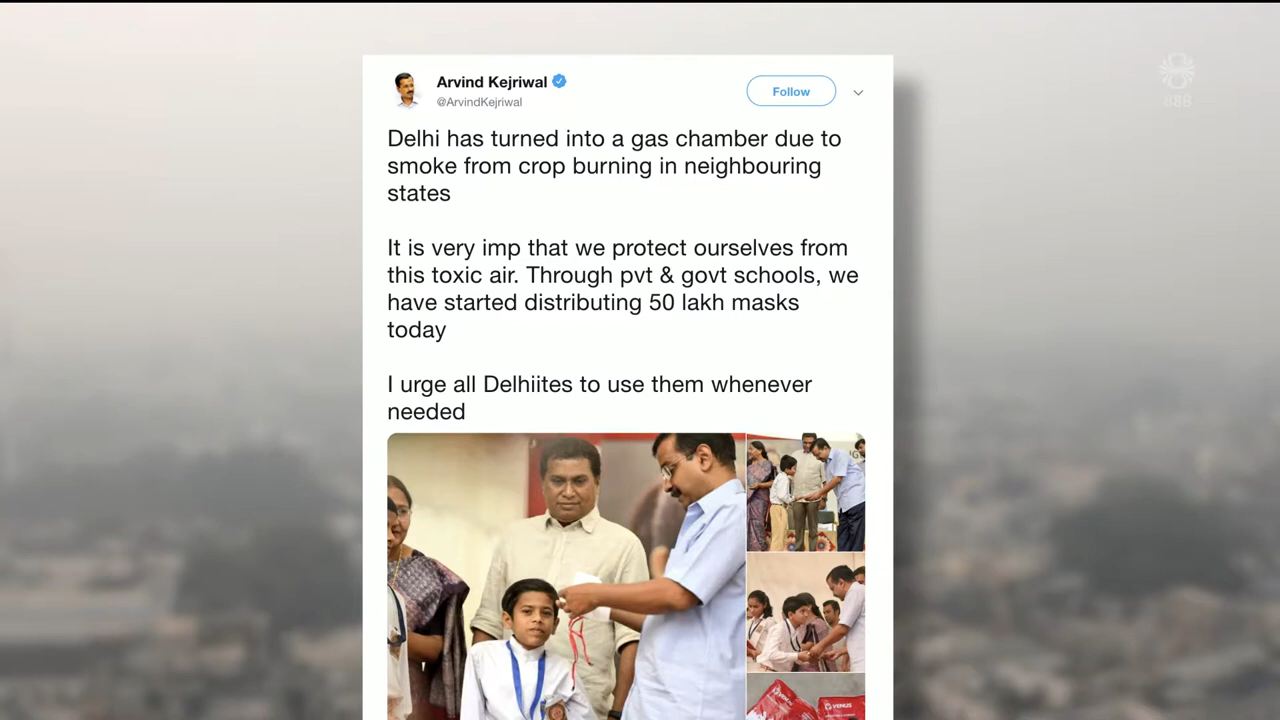 Arvind Kejriwal
@ArvindKejriwal
Follow
888
Delhi has turned into a gas chamber due to
smoke from crop burning in neighbouring
states
It is very imp that we protect ourselves from
this toxic air. Through pvt & govt schools, we
have started distributing 50 lakh masks
today
I urge all Delhiites to use them whenever
needed
VENUS
VENUS